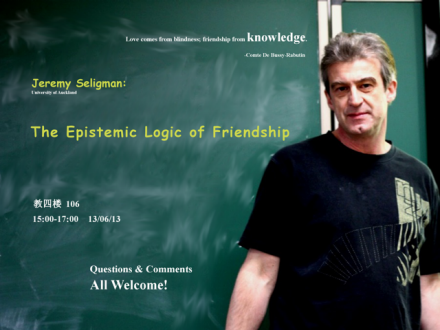 Love comes from blindness; friendship from knowledge.
-Comte De Bussy-Rabutin
Jeremy Seligman:
University of Auckland
The Epistemic Logic of Friendship
教四楼 106
15:00-17:00 13/06/13
Questions & Comments
All Welcome!